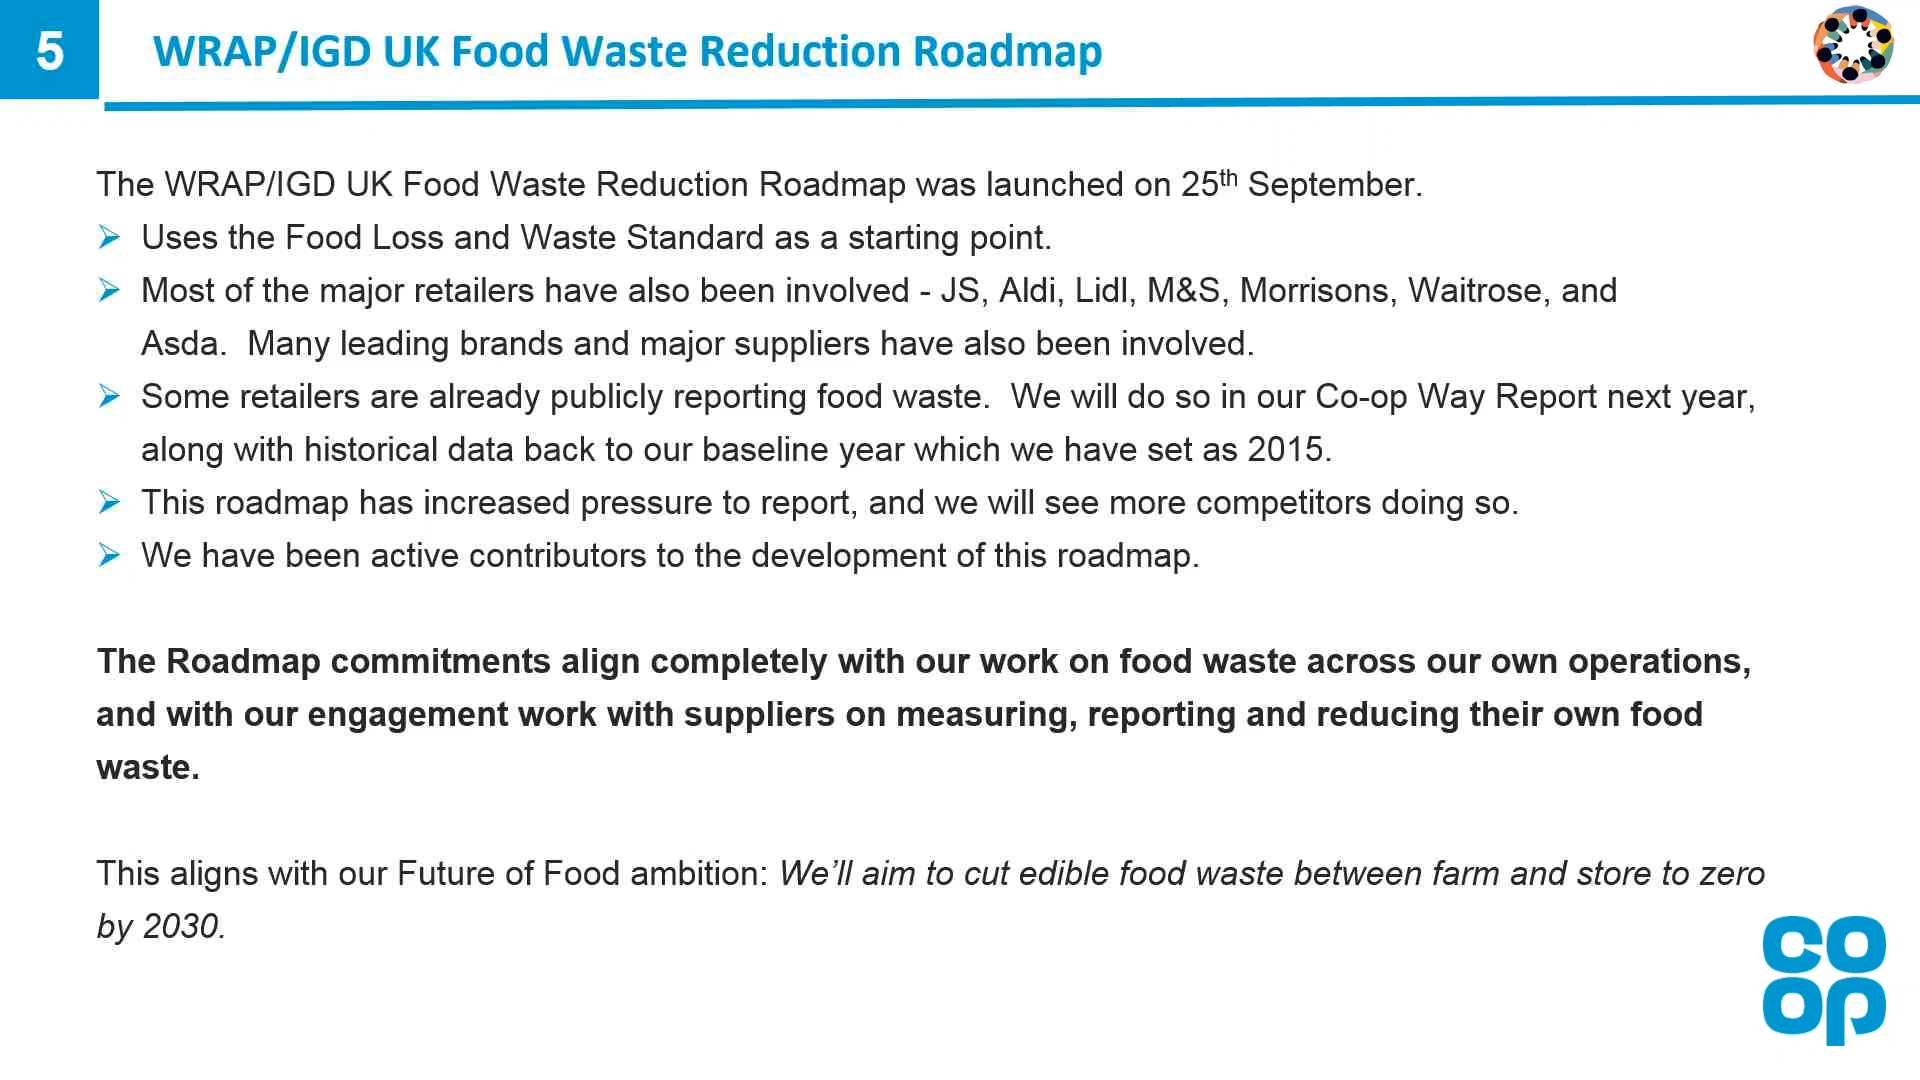 5
WRAP/IGD UK Food Waste Reduction Roadmap
The WRAP/IGD UK Food Waste Reduction Roadmap was launched on 25th September.
Uses the Food Loss and Waste Standard as a starting point.
Most of the major retailers have also been involved - JS, Aldi, Lidl, M&S, Morrisons, Waitrose, and
Asda.  Many leading brands and major suppliers have also been involved.
Some retailers are already publicly reporting food waste.  We will do so in our Co-op Way Report next year,
along with historical data back to our baseline year which we have set as 2015.
This roadmap has increased pressure to report, and we will see more competitors doing so.
We have been active contributors to the development of this roadmap.
The Roadmap commitments align completely with our work on food waste across our own operations,
and with our engagement work with suppliers on measuring, reporting and reducing their own food
waste.
This aligns with our Future of Food ambition: We’ll aim to cut edible food waste between farm and store to zero
by 2030.
co
op